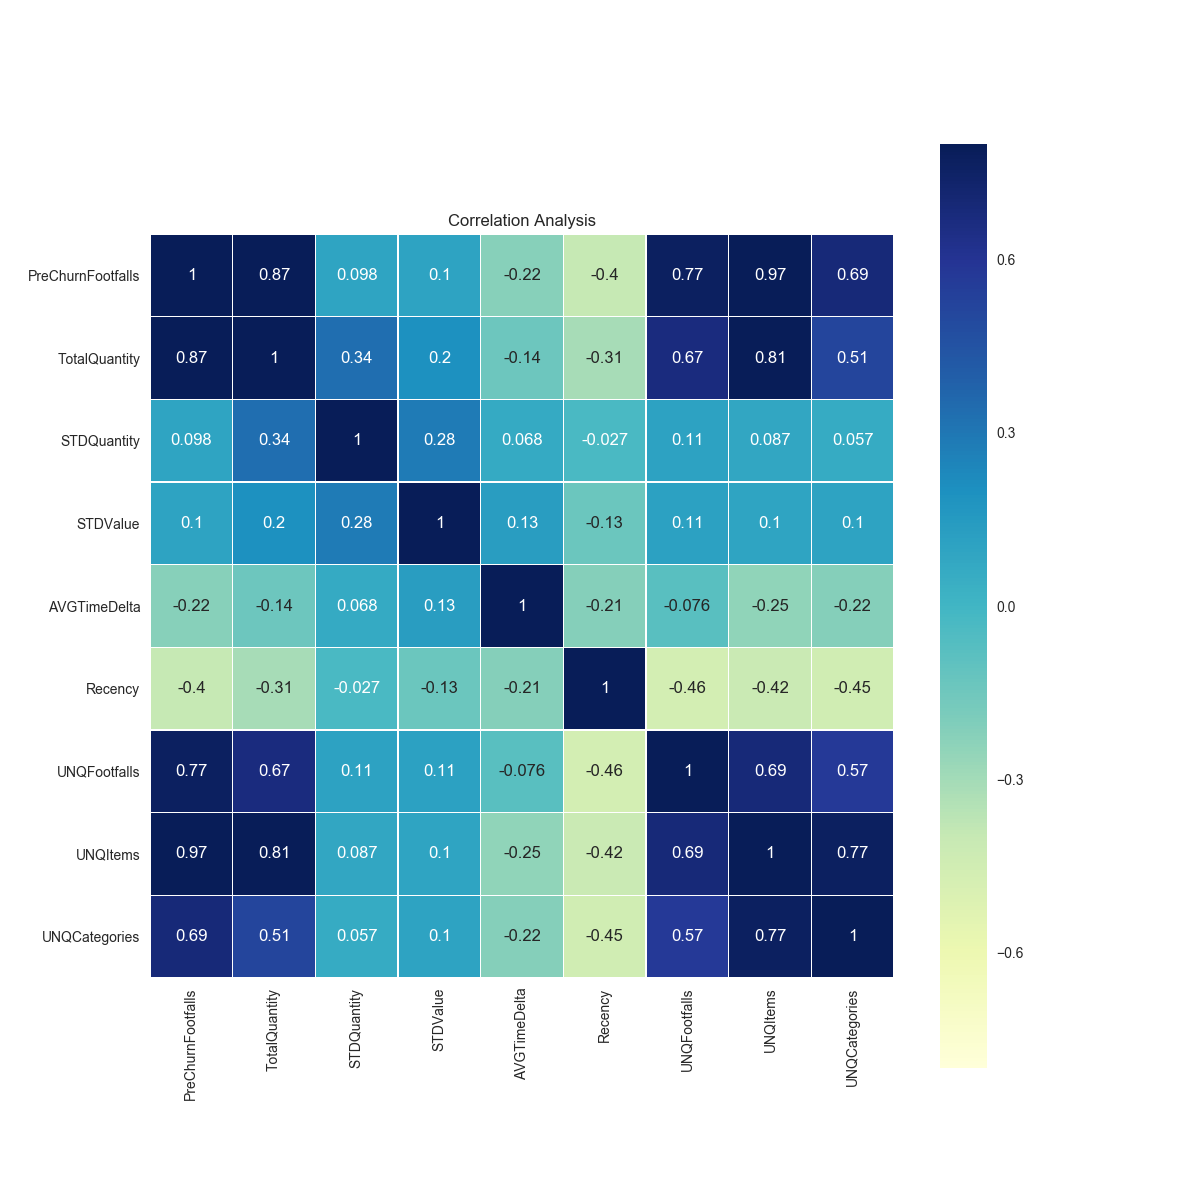 Correlation Analysis
PreChurnFootfalls 1 0.87 0.098 0.1 -0.22 -0.4 0.77 0.97 0.69
TotalQuantity 0.87 1 0.34 0.2 -0.14 -0.31 0.67 0.81 0.51
STDQuantity 0.098 0.34 1 0.28 0.068 -0.027 0.11 0.087 0.057
STDValue 0.1 0.2 0.28 1 0.13 -0.13 0.11 0.1 0.1
AVGTimeDelta -0.22 -0.14 0.068 0.13 1 -0.21 -0.076 -0.25 -0.22
Recency -0.4 -0.31 -0.027 -0.13 -0.21 1 -0.46 -0.42 -0.45
UNQFootfalls 0.77 0.67 0.11 0.11 -0.076 -0.46 1 0.69 0.57
UNQItems 0.97 0.81 0.087 0.1 -0.25 -0.42 0.69 1 0.77
UNQCategories 0.69 0.51 0.057 0.1 -0.22 -0.45 0.57 0.77 1
PreChurnFootfalls
TotalQuantity
STDQuantity
STDValue
AVGTimeDelta
Recency
UNQFootfalls
UNQItems
UNQCategories
0.6
0.3
0.0
−0.3
−0.6